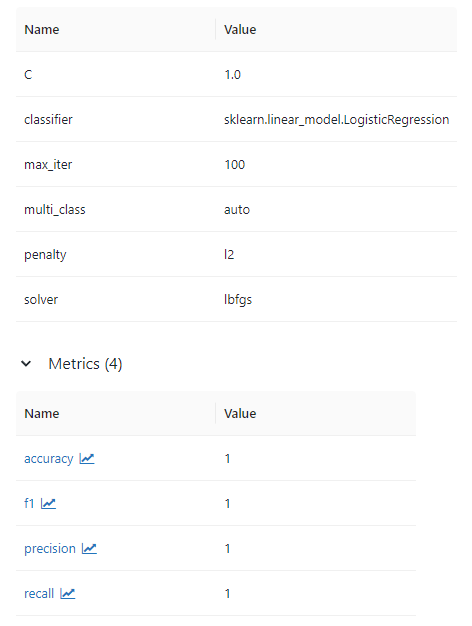 Name Value
C 1.0
classifier sklearn.linear_model.LogisticRegression
max_iter 100
multi_class auto
penalty l2
solver lbfgs
Metrics (4)
Name Value
accuracy 1
f1 1
precision 1
recall 1